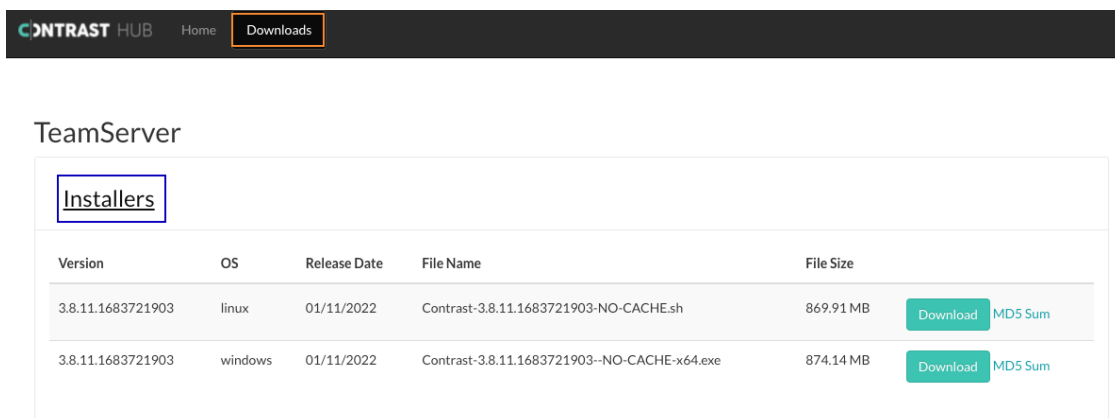 CONTRAST HUB Home Downloads
TeamServer
Installers
Version OS Release Date File Name File Size
3.8.11.1683721903 linux 01/11/2022 Contrast-3.8.11.1683721903-NO-CACHE.sh 869.91 MB Download MD5 Sum
3.8.11.1683721903 windows 01/11/2022 Contrast-3.8.11.1683721903--NO-CACHE-x64.exe 874.14 MB Download MD5 Sum